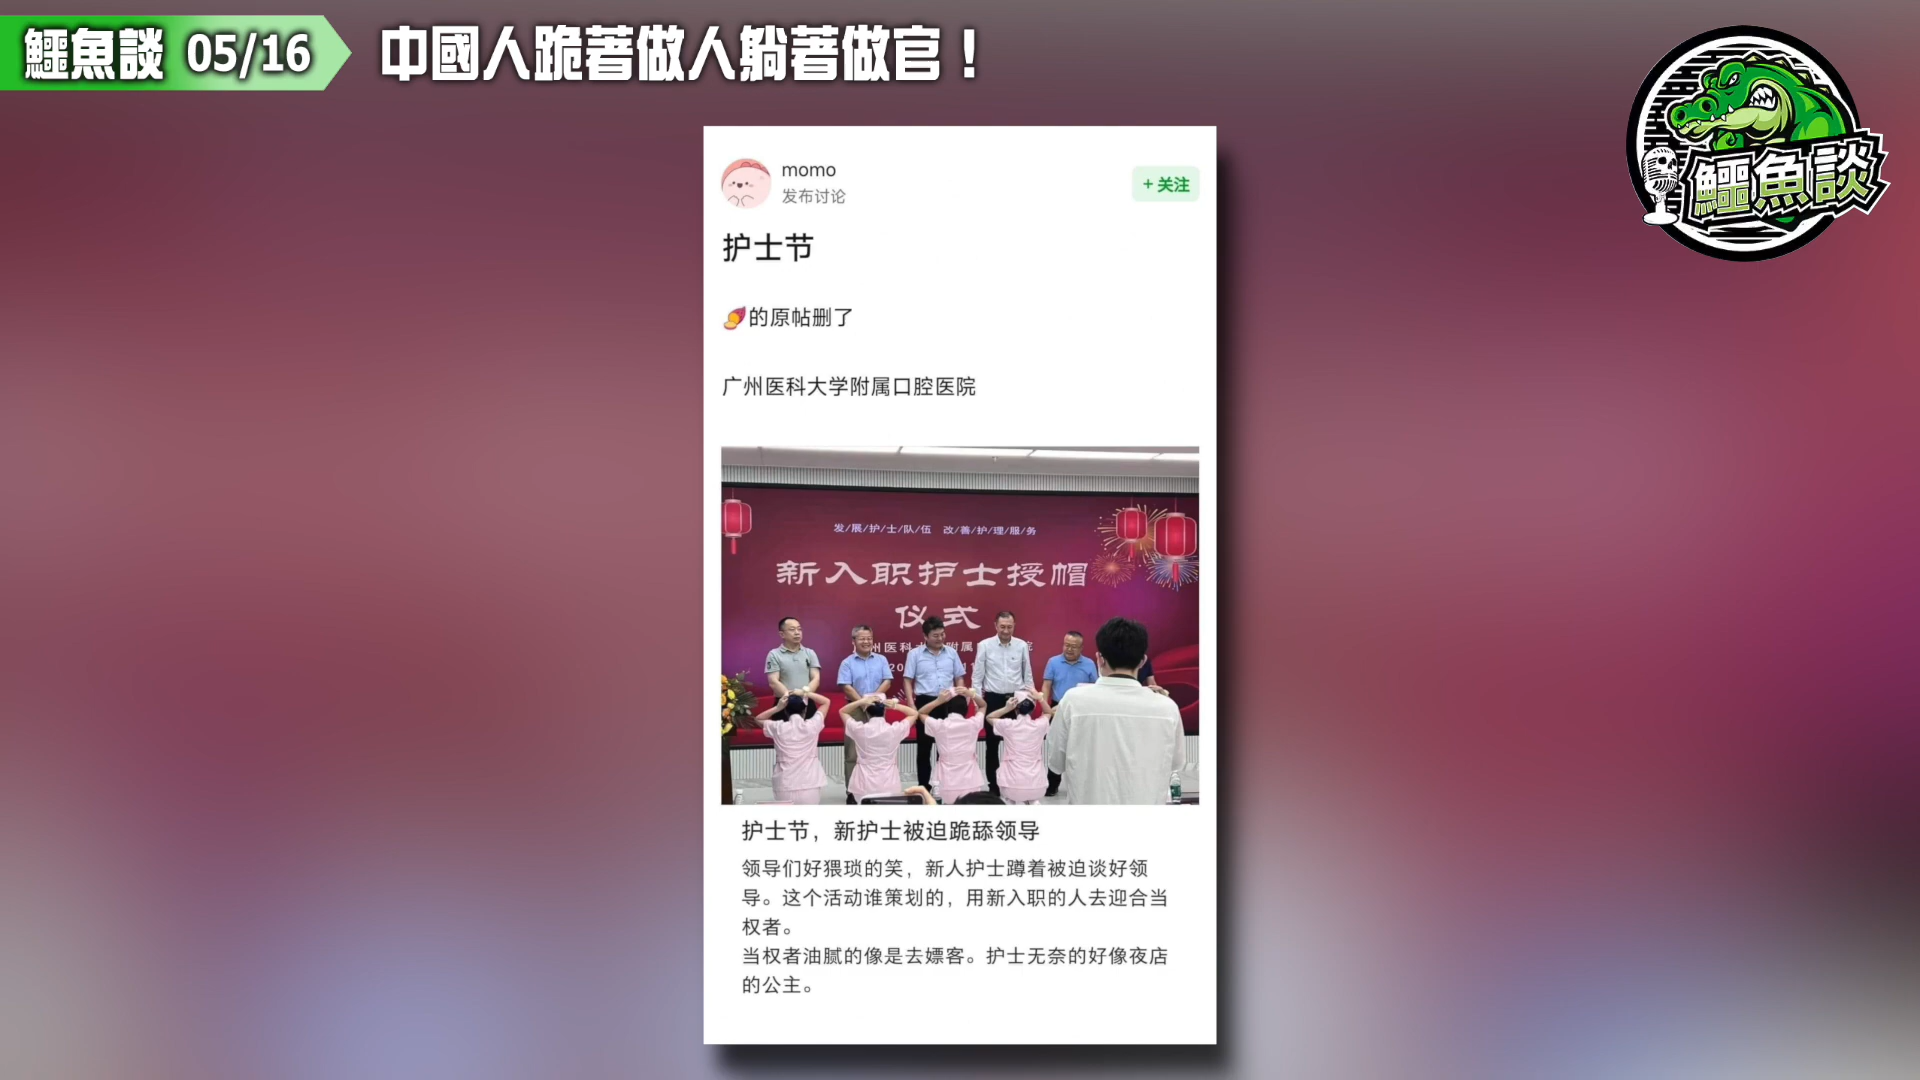 鱷魚談 05/16 中國人跪著做人躺著做官！
鱷魚談
momo
发布讨论
+ 关注
护士节
的原帖删了
广州医科大学附属口腔医院
发/展/护/士/队/伍 改/善/护/理/服/务
新入职护士授帽
仪式
护士节，新护士被迫跪舔领导
领导们好猥琐的笑，新人护士蹲着被迫谈好领
导。这个活动谁策划的，用新入职的人去迎合当
权者。
当权者油腻的像是去嫖客。护士无奈的好像夜店
的公主。